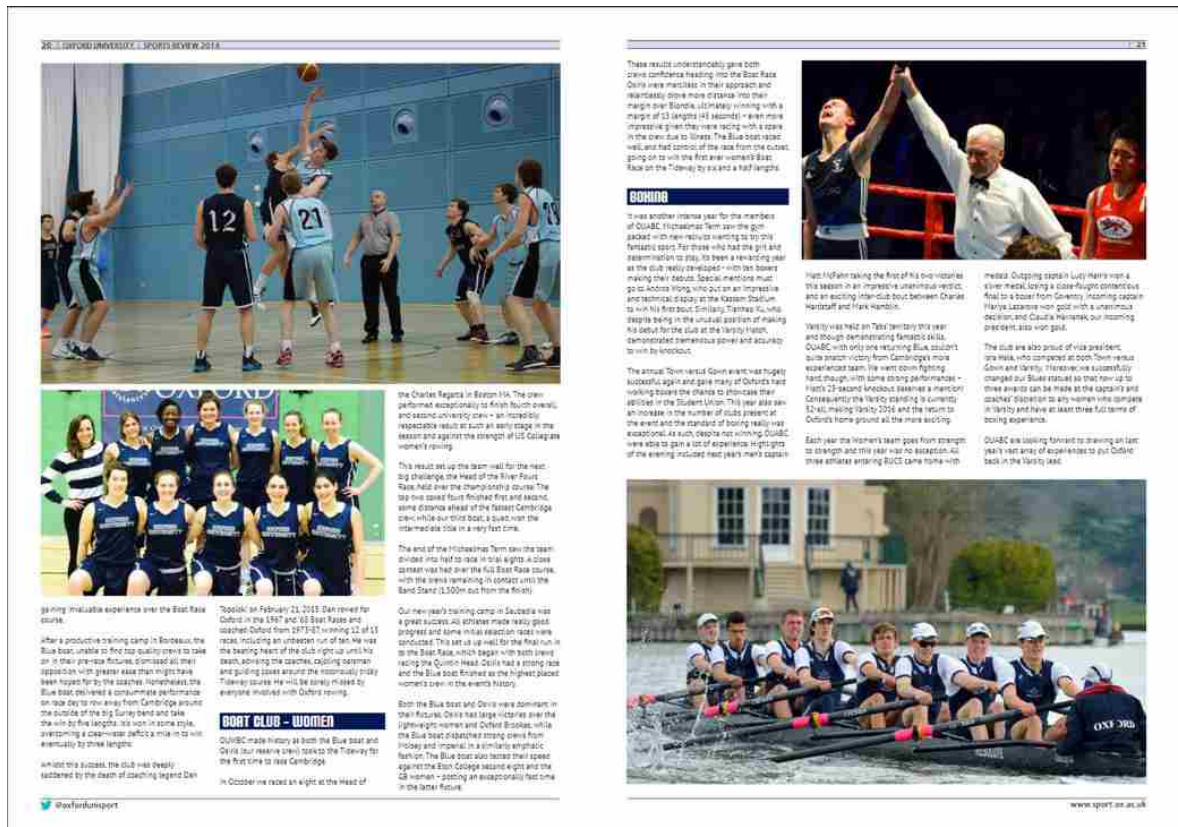 20 | OXFORD UNIVERSITY | SPORTS REVIEW 2014
12
21
OXFORD
gaining invaluable experience over the Boat Race
course.
After a productive training camp in Bordeaux, the
Blue boat, unable to find top quality crews to take
on in their pre-race fixtures, dismissed all their
opposition with greater ease than might have
been hoped for by the coaches. Nonetheless, the
Blue boat delivered a consummate performance
on race day to row away from Cambridge around
the outside of the big Surrey bend and take
the win by five lengths. Isis won in some style,
overcoming a clear-water deficit a mile in to win
eventually by three lengths.
Amidst this success, the club was deeply
saddened by the death of coaching legend Dan
Topolski on February 21, 2015. Dan rowed for
Oxford in the 1967 and '68 Boat Races and
coached Oxford from 1973-87, winning 12 of 15
races, including an unbeaten run of ten. He was
the beating heart of the club right up until his
death, advising the coaches, cajoling oarsmen
and guiding coxes around the notoriously tricky
Tideway course. He will be sorely missed by
everyone involved with Oxford rowing.
BOAT CLUB - WOMEN
OUWBC made history as both the Blue boat and
Osiris (our reserve crew) took to the Tideway for
the first time to race Cambridge.
In October we raced an eight at the Head of
the Charles Regatta in Boston MA. The crew
performed exceptionally to finish fourth overall,
and second university crew – an incredibly
respectable result at such an early stage in the
season and against the strength of US Collegiate
women's rowing.
This result set up the team well for the next
big challenge, the Head of the River Fours
Race, held over the championship course. The
top two coxed fours finished first and second,
some distance ahead of the fastest Cambridge
crew, while our third boat, a quad, won the
intermediate title in a very fast time.
The end of the Michaelmas Term saw the team
divided into half to race in trial eights. A close
contest was had over the full Boat Race course,
with the crews remaining in contact until the
Band Stand (1,500m out from the finish).
Our new year's training camp in Sabaudia was
a great success. All athletes made really good
progress and some initial selection races were
conducted. This set us up well for the final run
to the Boat Race, which began with both crews
racing the Quintin Head. Osiris had a strong race
and the Blue boat finished as the highest placed
women's crew in the event's history.
Both the Blue boat and Osiris were dominant in
their fixtures. Osiris had large victories over the
lightweight women and Oxford Brookes, while
the Blue boat dispatched strong crews from
Molesey and Imperial in a similarly emphatic
fashion. The Blue boat also tested their speed
against the Eton College second eight and the
GB women – posting an exceptionally fast time
in the latter fixture.
@oxfordunisport
21
These results understandably gave both
crews confidence heading into the Boat Race.
Osiris were merciless in their approach and
relentlessly drove more distance into their
margin over Blondie, ultimately winning with a
margin of 15 lengths (45 seconds) – even more
impressive given they were racing with a spare
in the crew due to illness. The Blue boat raced
well, and had control of the race from the outset,
going on to win the first ever women's Boat
Race on the Tideway by six and a half lengths.
BOXING
It was another intense year for the members
of OUABC. Michaelmas Term saw the gym
packed with new recruits wanting to try this
fantastic sport. For those who had the grit and
determination to stay, it's been a rewarding year
as the club really developed – with ten boxers
making their debuts. Special mentions must
go to Andrew Wong, who put on an impressive
and technical display at the Kassam Stadium
to win his first bout. Similarly, Tianhao Xu, who
despite being in the unusual position of making
his debut for the club at the Varsity Match,
demonstrated tremendous power and accuracy
to win by knockout.
The annual Town versus Gown event was hugely
successful again and gave many of Oxford's hard
working boxers the chance to showcase their
abilities in the Student Union. This year also saw
an increase in the number of clubs present at
the event and the standard of boxing really was
exceptional. As such, despite not winning, OUABC
were able to gain a lot of experience. Highlights
of the evening included next year's men's captain
Matt McFahn taking the first of his two victories
this season in an impressive unanimous verdict,
and an exciting inter-club bout between Charles
Hardstaff and Mark Hamblin.
Varsity was held on Tabs' territory this year
and though demonstrating fantastic skills,
OUABC, with only one returning Blue, couldn't
quite snatch victory from Cambridge's more
experienced team. We went down fighting
hard, though, with some strong performances –
Matt's 23-second knockout deserves a mention!
Consequently the Varsity standing is currently
52-all, making Varsity 2016 and the return to
Oxford's home ground all the more exciting.
Each year the Women's team goes from strength
to strength and this year was no exception. All
three athletes entering BUCS came home with
medals. Outgoing captain Lucy Harris won a
silver medal, losing a close-fought contentious
final to a boxer from Coventry. Incoming captain
Mariya Lazarova won gold with a unanimous
decision, and Claudia Havranek, our incoming
president, also won gold.
The club are also proud of vice president,
Iora Hale, who competed at both Town versus
Gown and Varsity. Moreover, we successfully
changed our Blues statues so that now up to
three awards can be made at the captain's and
coaches' discretion to any women who compete
in Varsity and have at least three full terms of
boxing experience.
OUABC are looking forward to drawing on last
year's vast array of experiences to put Oxford
back in the Varsity lead.
OXFORD
www.sport.ox.ac.uk